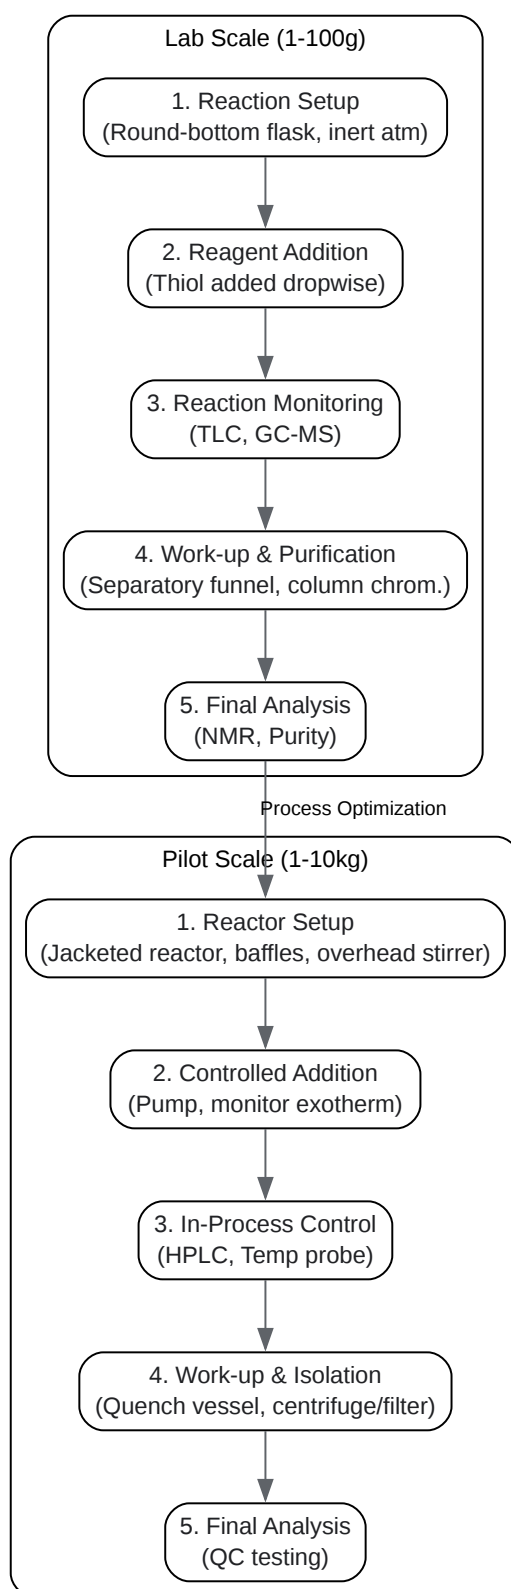 Lab Scale (1-100g)
1. Reaction Setup
(Round-bottom flask, inert atm)
2. Reagent Addition
(Thiol added dropwise)
3. Reaction Monitoring
(TLC, GC-MS)
4. Work-up & Purification
(Separatory funnel, column chrom.)
5. Final Analysis
(NMR, Purity)
Process Optimization
Pilot Scale (1-10kg)
1. Reactor Setup
(Jacketed reactor, baffles, overhead stirrer)
2. Controlled Addition
(Pump, monitor exotherm)
3. In-Process Control
(HPLC, Temp probe)
4. Work-up & Isolation
(Quench vessel, centrifuge/filter)
5. Final Analysis
(QC testing)